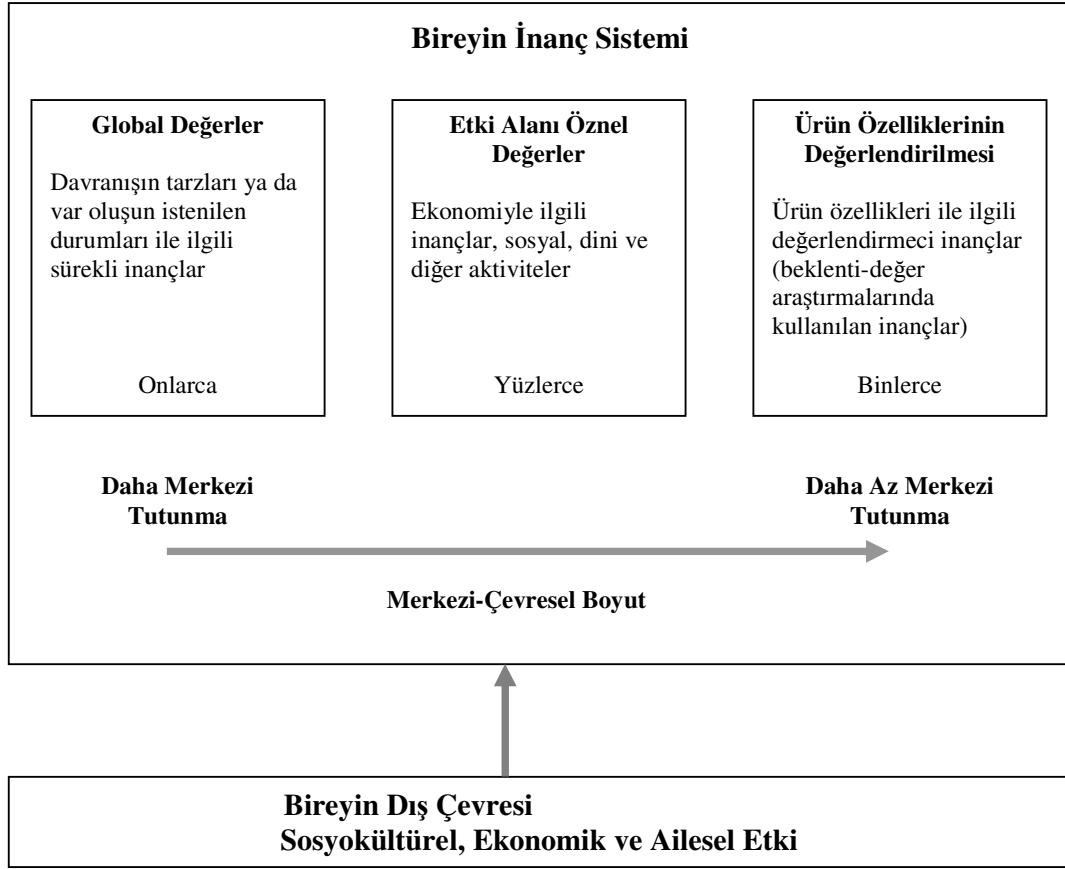 Bireyin İnanç Sistemi
Global Değerler
Davranışın tarzları ya da
var oluşun istenilen
durumları ile ilgili
sürekli inançlar
Onlarca
Etki Alanı Öznel
Değerler
Ekonomiyle ilgili
inançlar, sosyal, dini ve
diğer aktiviteler
Yüzlerce
Ürün Özelliklerinin
Değerlendirilmesi
Ürün özellikleri ile ilgili
değerlendirmeci inançlar
(beklenti-değer
araştırmalarında
kullanılan inançlar)
Binlerce
Daha Merkezi
Tutunma
Daha Az Merkezi
Tutunma
Merkezi-Çevresel Boyut
Bireyin Dış Çevresi
Sosyokültürel, Ekonomik ve Ailesel Etki